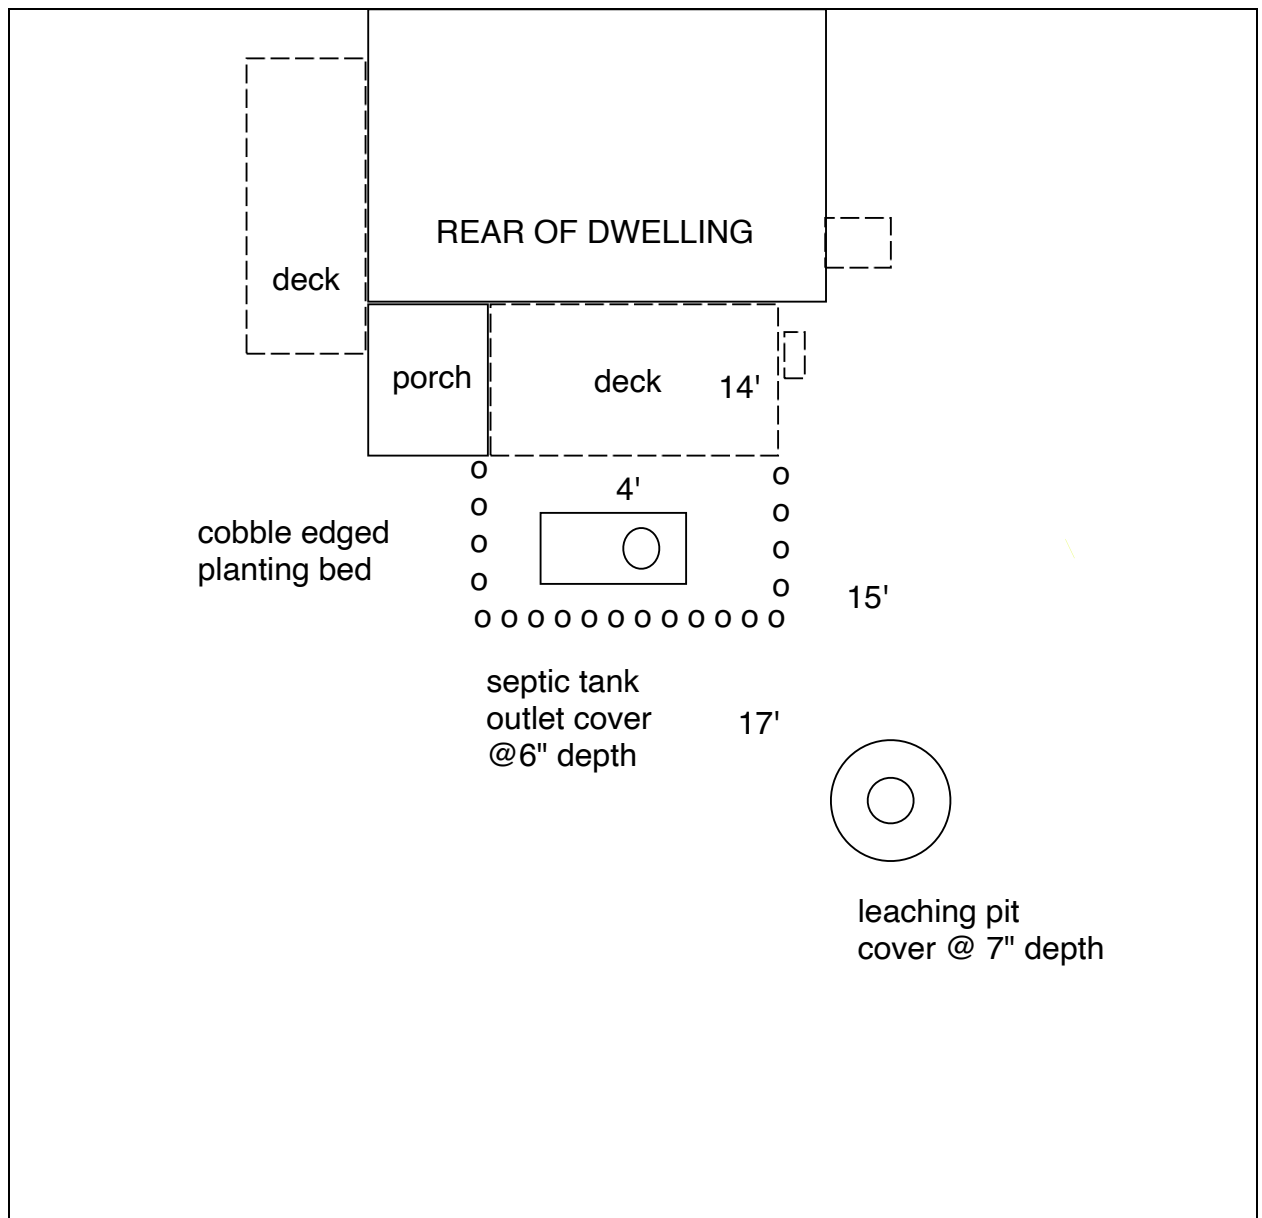 REAR OF DWELLING
deck
porch
deck
14'
4'
cobble edged
planting bed
15'
septic tank
outlet cover
@6" depth
17'
leaching pit
cover @ 7" depth